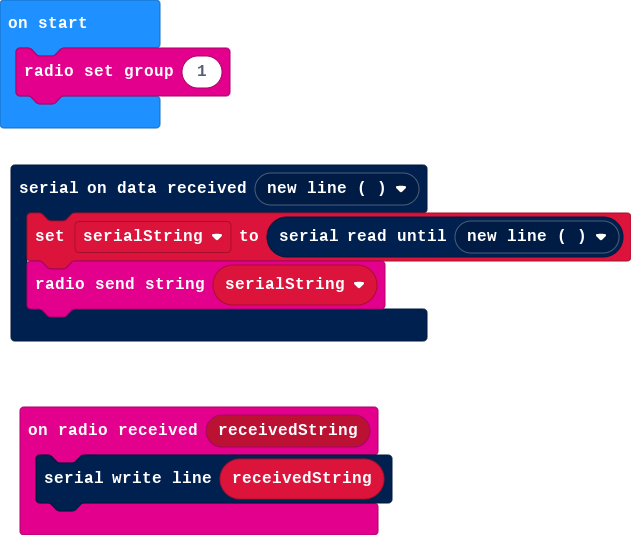 on start
radio set group 1
serial on data received new line ( )
set serialString to serial read until new line ( )
radio send string serialString
on radio received receivedString
serial write line receivedString